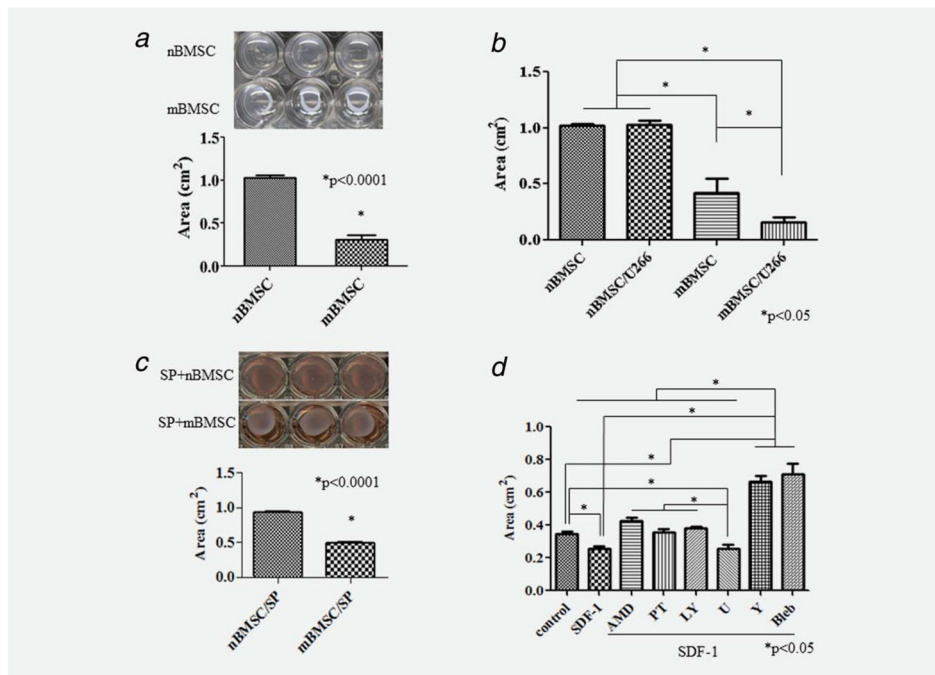 a
nBMSC
mBMSC
Area (cm²)
1.5
1.0
0.5
0.0
*p<0.0001
*
nBMSC
mBMSC
b
Area (cm²)
1.5
1.0
0.5
0.0
*
*
*
nBMSC
nBMSC/U266
mBMSC
mBMSC/U266
*p<0.05
c
SP+nBMSC
SP+mBMSC
Area (cm²)
1.5
1.0
0.5
0.0
*p<0.0001
*
nBMSC/SP
mBMSC/SP
d
Area (cm²)
1.0
0.8
0.6
0.4
0.2
0.0
*
*
*
*
*
*
control
SDF-1
AMD
PT
LY
U
Y
Bleb
SDF-1
*p<0.05